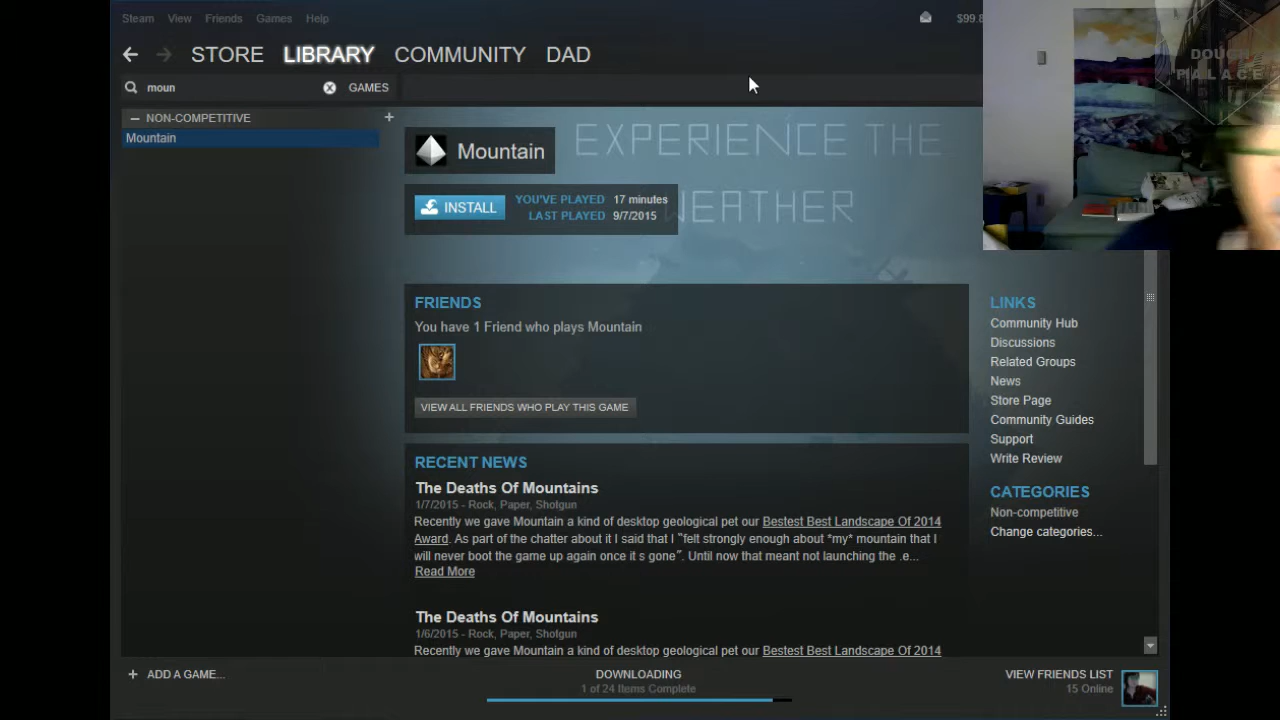 Steam View Friends Games Help $99.8
STORE LIBRARY COMMUNITY DAD
moun GAMES
NON-COMPETITIVE
Mountain
EXPERIENCE THE
WEATHER
Mountain
INSTALL
YOU'VE PLAYED 17 minutes
LAST PLAYED 9/7/2015
FRIENDS
You have 1 Friend who plays Mountain
VIEW ALL FRIENDS WHO PLAY THIS GAME
RECENT NEWS
The Deaths Of Mountains
1/7/2015 - Rock, Paper, Shotgun
Recently we gave Mountain a kind of desktop geological pet our Bestest Best Landscape Of 2014
Award. As part of the chatter about it I said that I "felt strongly enough about *my* mountain that I
will never boot the game up again once it s gone". Until now that meant not launching the .e...
Read More
The Deaths Of Mountains
1/6/2015 - Rock, Paper, Shotgun
Recently we gave Mountain a kind of desktop geological pet our Bestest Best Landscape Of 2014
LINKS
Community Hub
Discussions
Related Groups
News
Store Page
Community Guides
Support
Write Review
CATEGORIES
Non-competitive
Change categories...
DOUGH
PALACE
+ ADD A GAME...
DOWNLOADING
1 of 24 Items Complete
VIEW FRIENDS LIST
15 Online